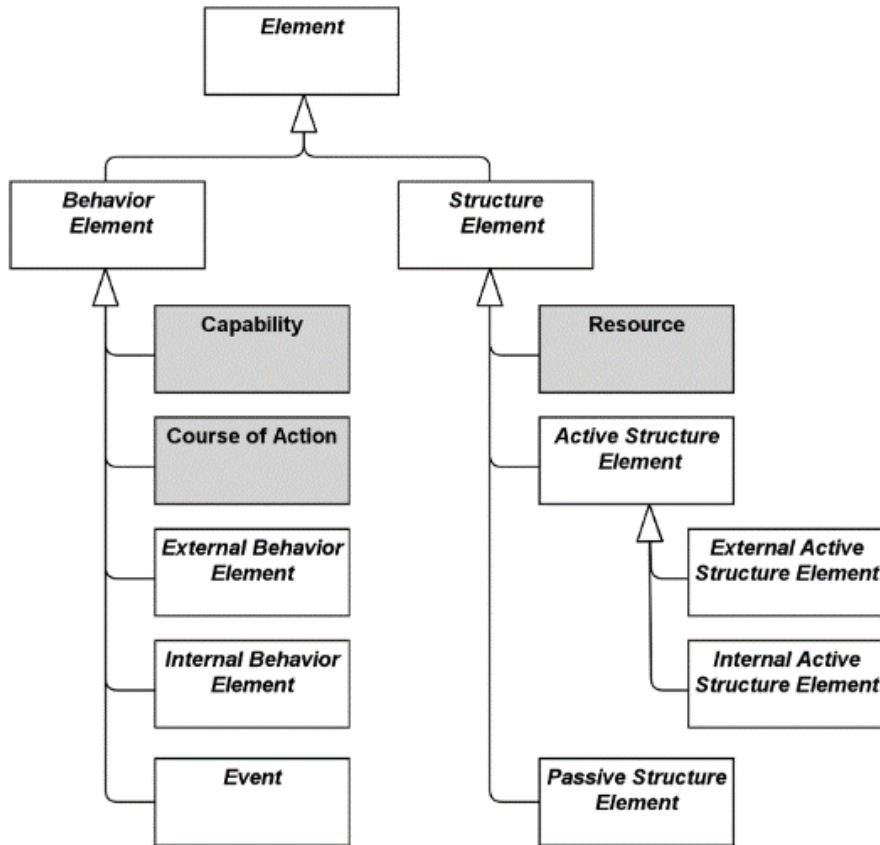 Element
Behavior
Element
Structure
Element
Capability
Resource
Course of Action
Active Structure
Element
External Behavior
Element
External Active
Structure Element
Internal Behavior
Element
Internal Active
Structure Element
Event
Passive Structure
Element